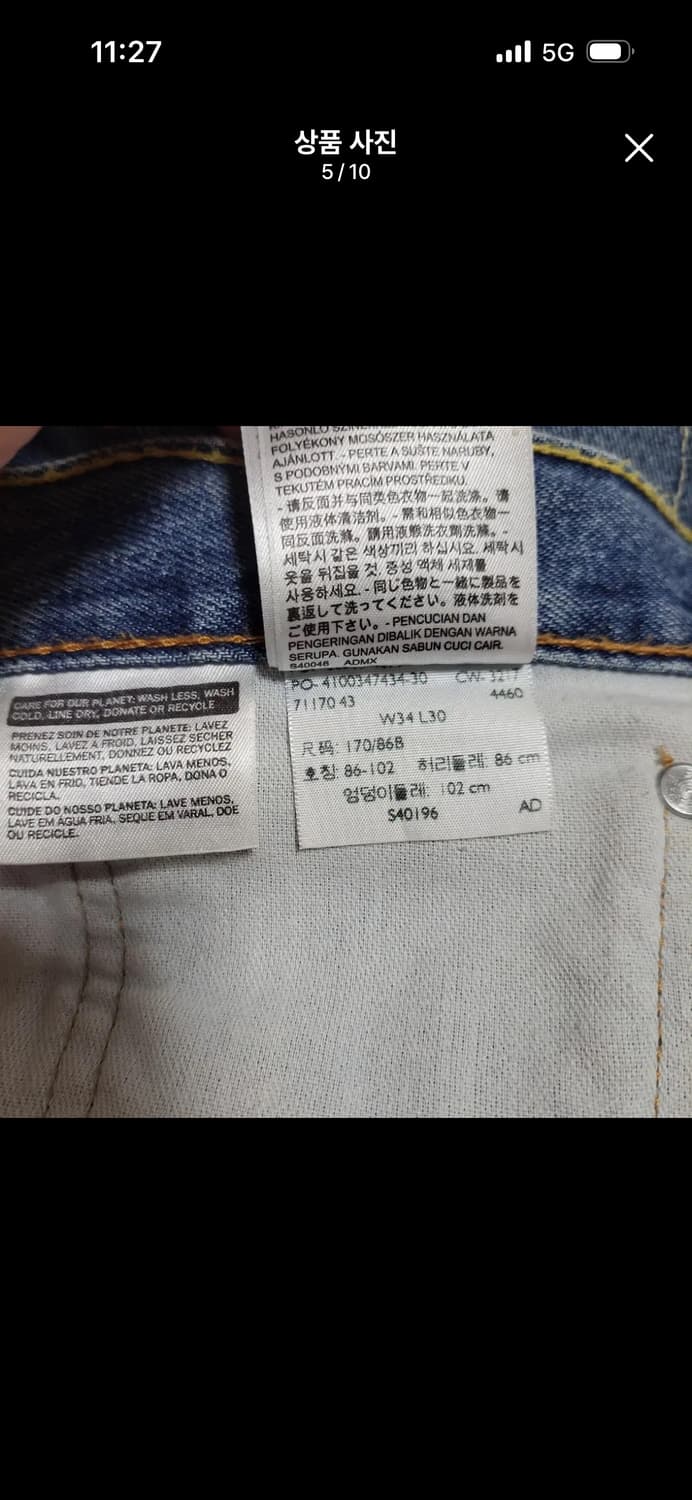 11:27
5G
상품 사진
5/10
FOLYÉKONY MOSÓSZER HASZNÁLATA
AJÁNLOTT. - PERTE A SUŠTE NARUBY,
S PODOBNÝMI BARVAMI. PERTE V
TEKUTÉM PRACÍM PROSTŘEDKU.
- 请反面并与同类色衣物一起洗涤。请
使用液体清洁剂。- 需和相似色衣物一
同反面洗滌。請用液態洗衣劑洗滌。-
세탁시 같은 색상끼리 하십시오. 세탁시
옷을 뒤집을 것. 중성 액체 세제를
사용하세요. - 同じ色物と一緒に製品を
裏返して洗ってください。液体洗剤を
ご使用下さい。- PENCUCIAN DAN
PENGERINGAN DIBALIK DENGAN WARNA
SERUPA. GUNAKAN SABUN CUCI CAIR.
S40046 ADMX
CARE FOR OUR PLANET: WASH LESS, WASH
COLD, LINE DRY, DONATE OR RECYCLE
PRENEZ SOIN DE NOTRE PLANETE: LAVEZ
MOINS, LAVEZ A FROID, LAISSEZ SECHER
NATURELLEMENT, DONNEZ OU RECYCLEZ
CUIDA NUESTRO PLANETA: LAVA MENOS,
LAVA EN FRIO, TIENDE LA ROPA, DONA O
RECICLA.
CUIDE DO NOSSO PLANETA: LAVE MENOS,
LAVE EM AGUA FRIA, SEQUE EM VARAL, DOE
OU RECICLE.
PO- 4100347434-30 CW- 3217
71170 43 4460
W34 L30
尺码: 170/86B
호칭: 86-102 허리둘레: 86 cm
엉덩이둘레: 102 cm
S40196 AD